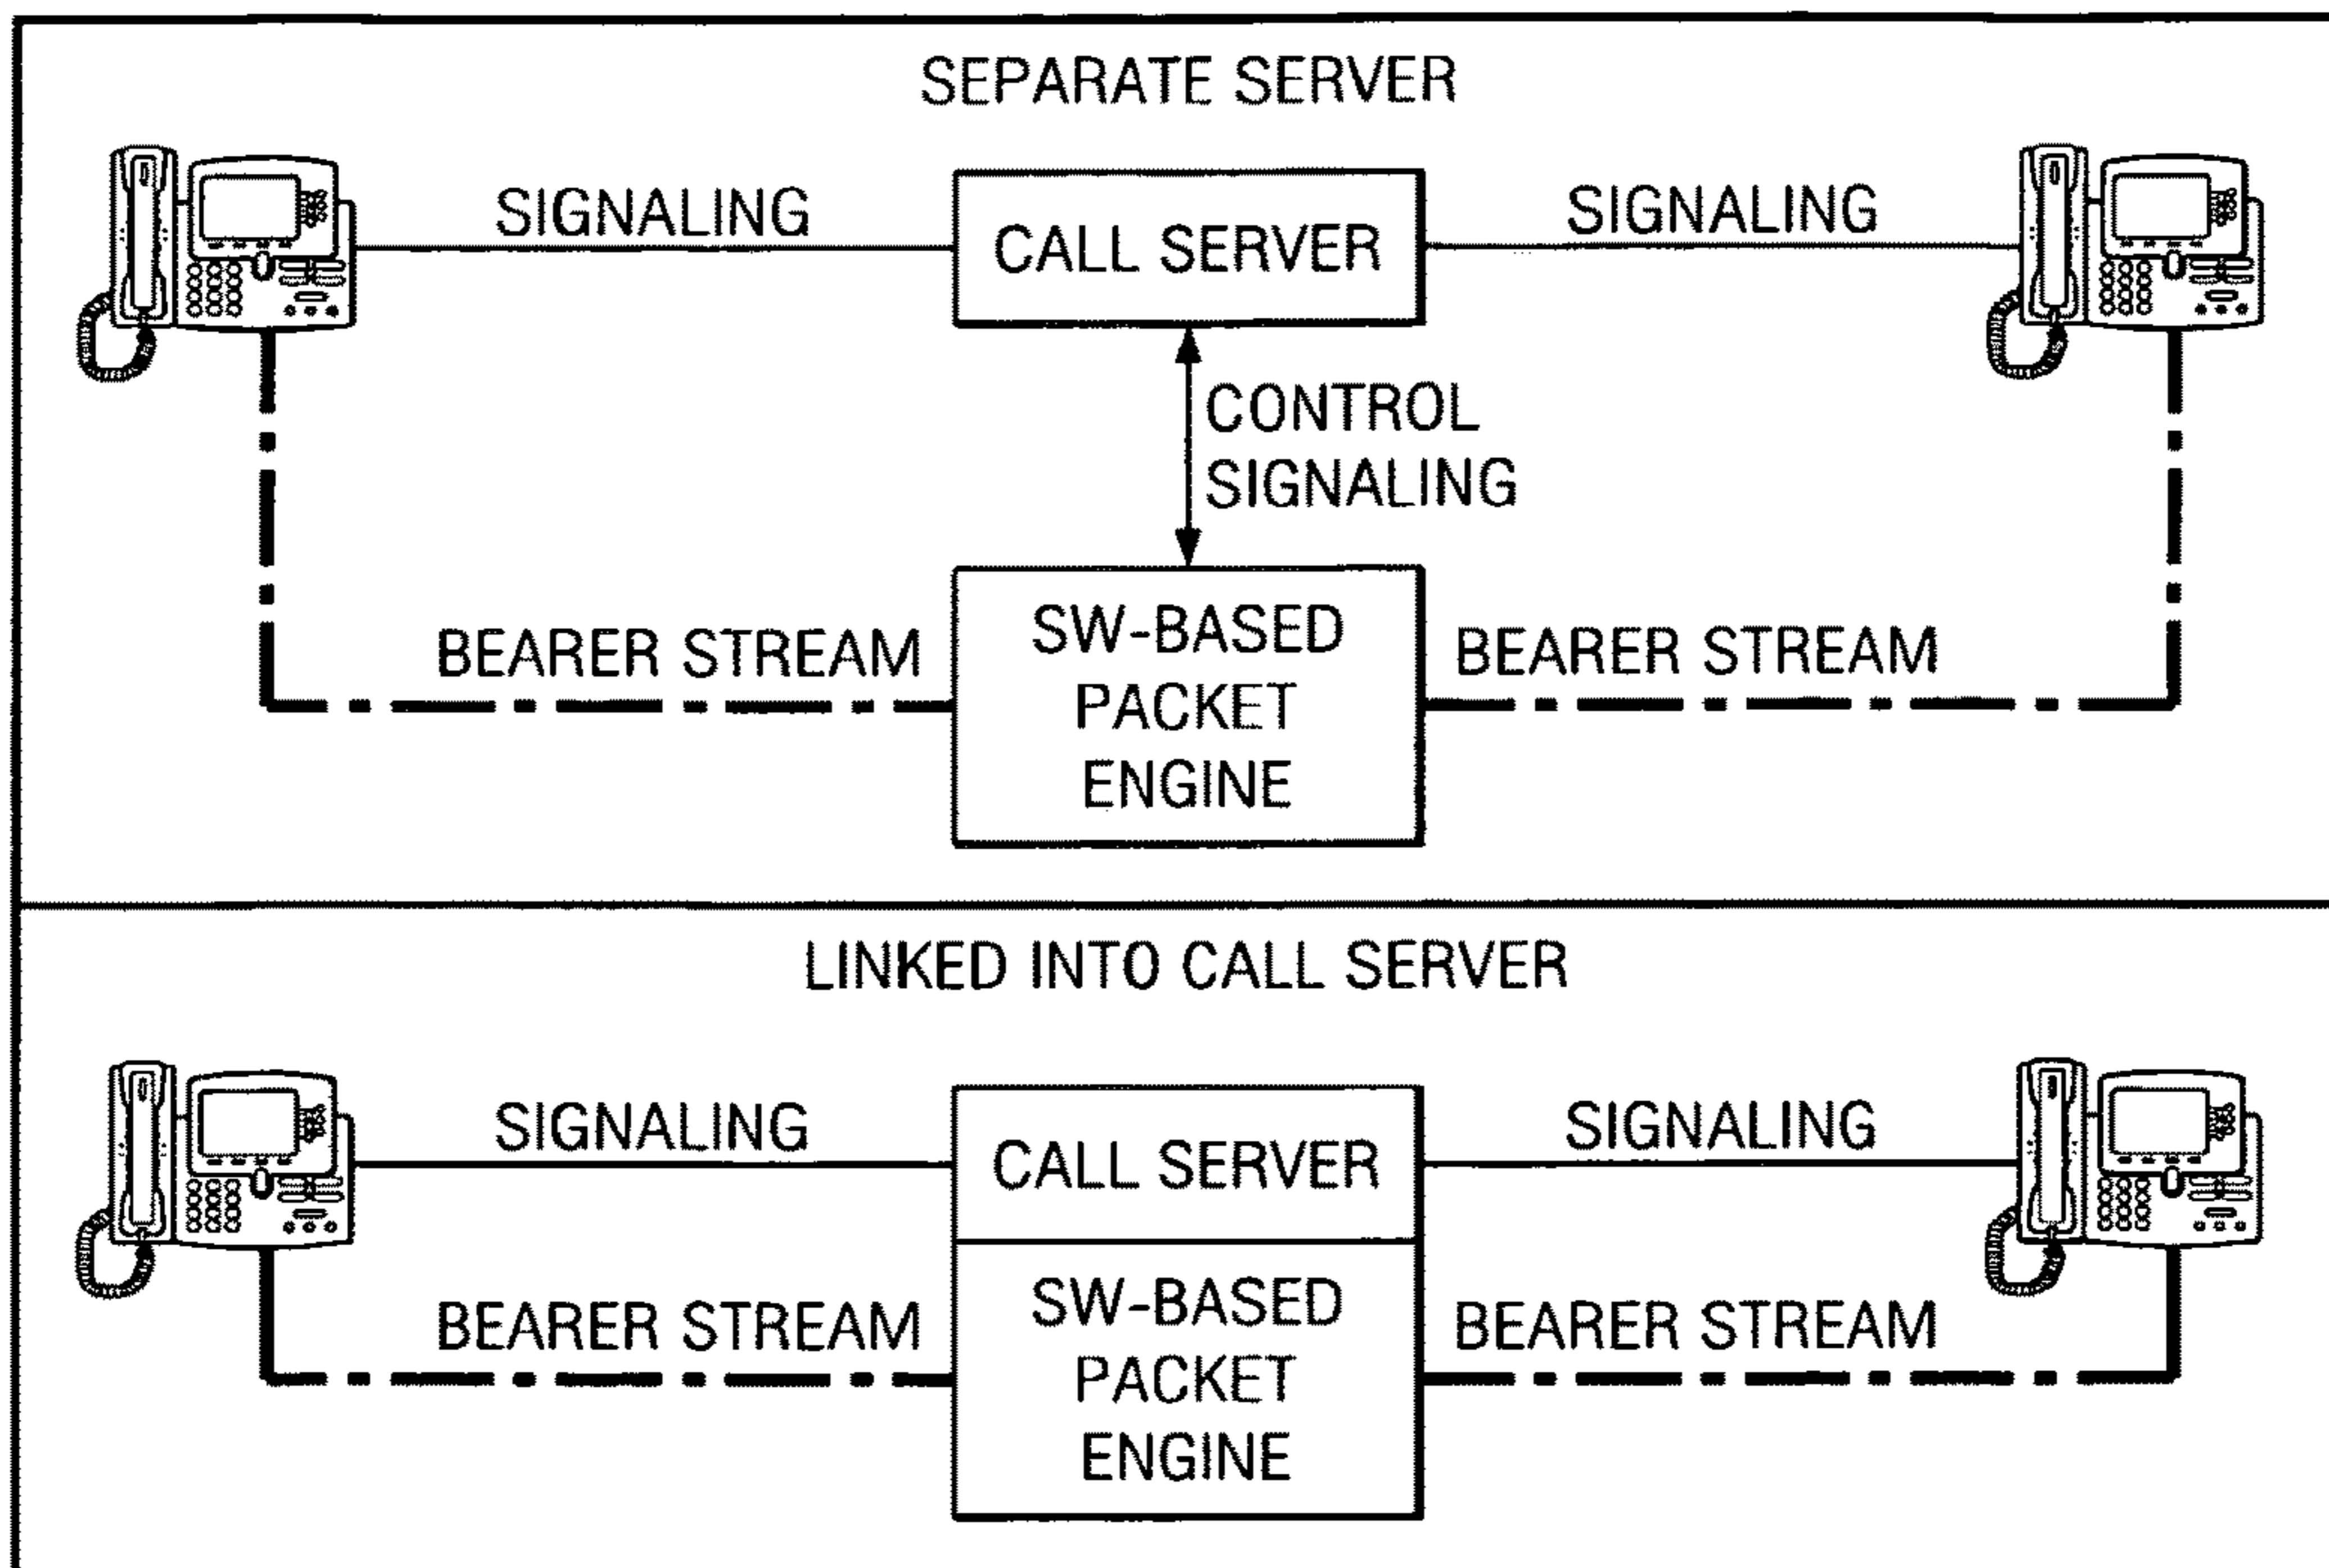 SEPARATE SERVER
SIGNALING
CALL SERVER
SIGNALING
CONTROL
SIGNALING
BEARER STREAM
SW-BASED
PACKET
ENGINE
BEARER STREAM
LINKED INTO CALL SERVER
SIGNALING
CALL SERVER
SIGNALING
BEARER STREAM
SW-BASED
PACKET
ENGINE
BEARER STREAM